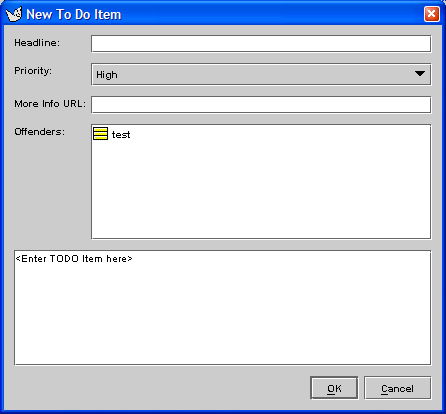 New To Do Item
Headline:
Priority:
High
More Info URL:
Offenders:
test
<Enter TODO Item here>
OK
Cancel